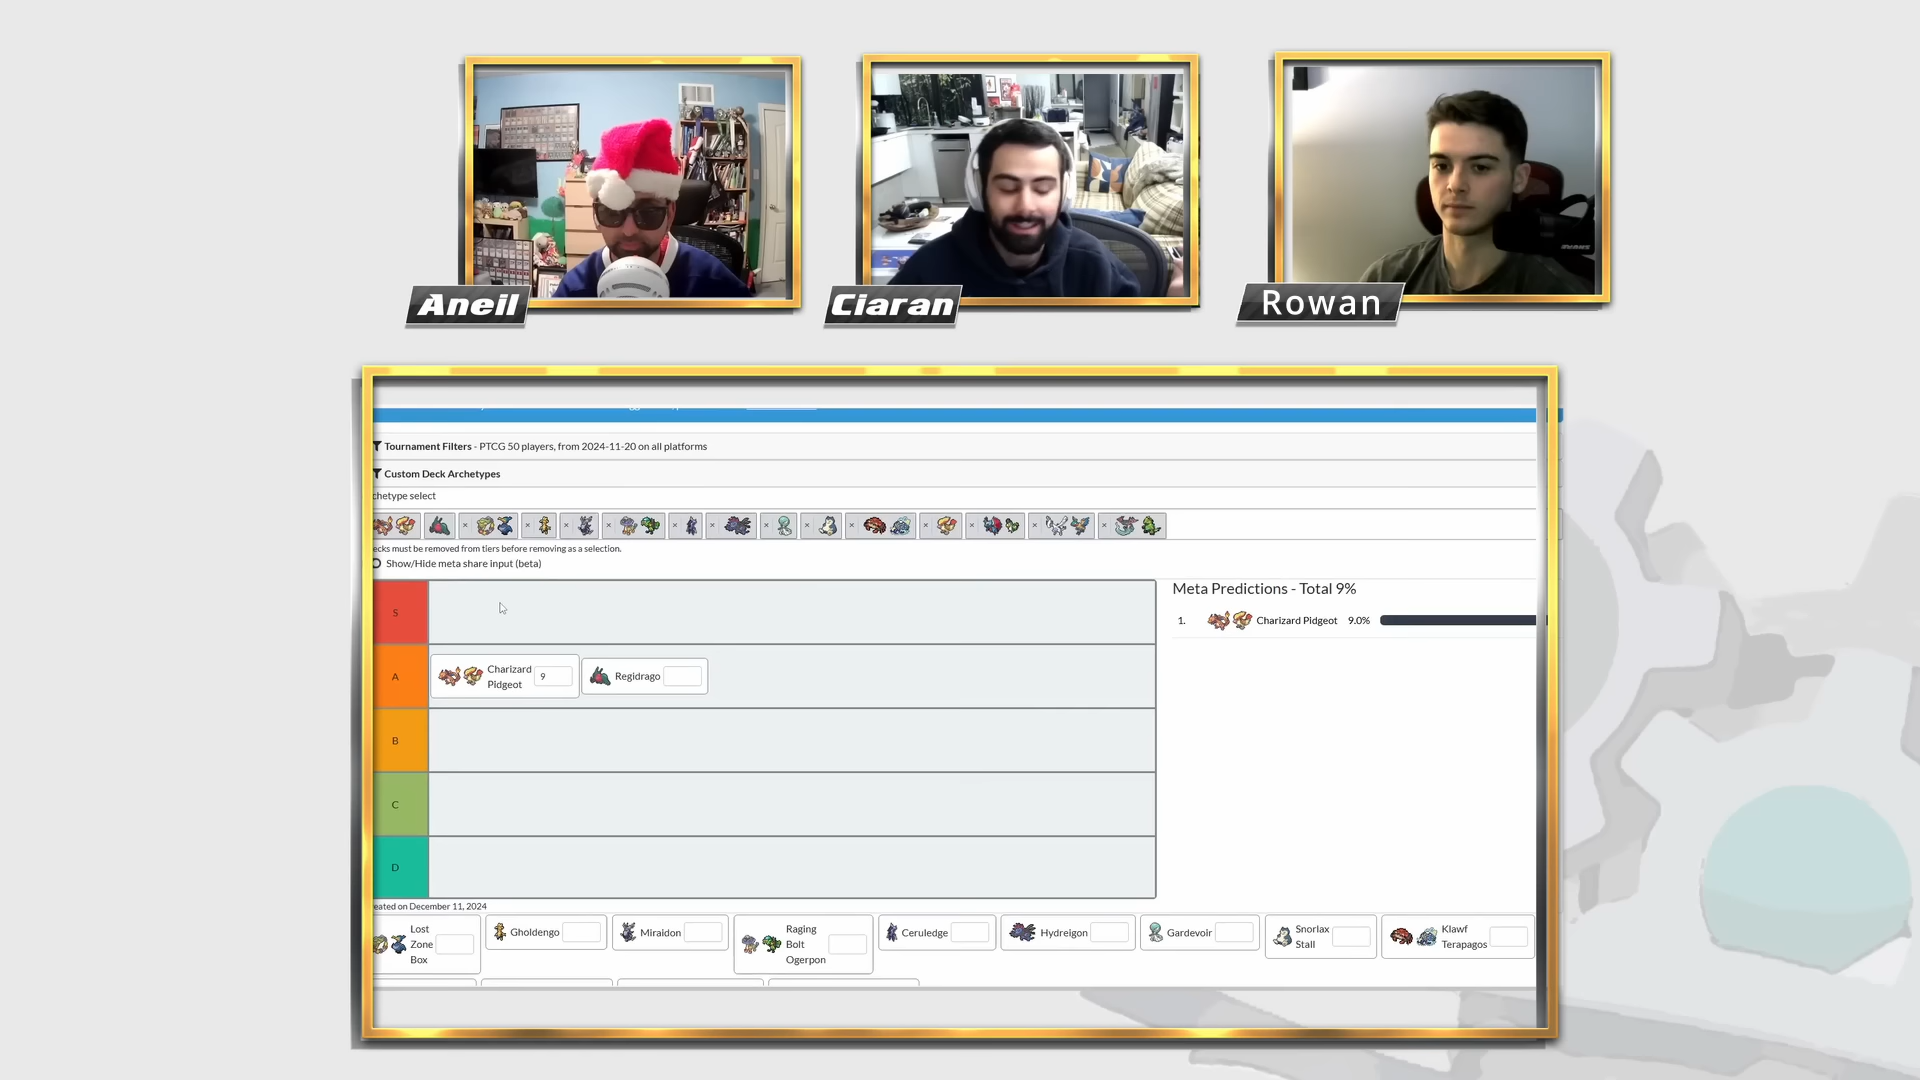 Aneil
Ciaran
Rowan
Tournament Filters - PTCG 50 players, from 2024-11-20 on all platforms
Custom Deck Archetypes
chetype select
× × × × × × × × × × × × ×
ecks must be removed from tiers before removing as a selection.
Show/Hide meta share input (beta)
S
A
B
C
D
Charizard
Pidgeot
9
Regidrago
Meta Predictions - Total 9%
1. Charizard Pidgeot 9.0%
eated on December 11, 2024
Lost
Zone
Box
Gholdengo
Miraidon
Raging
Bolt
Ogerpon
Ceruledge
Hydreigon
Gardevoir
Snorlax
Stall
Klawf
Terapagos